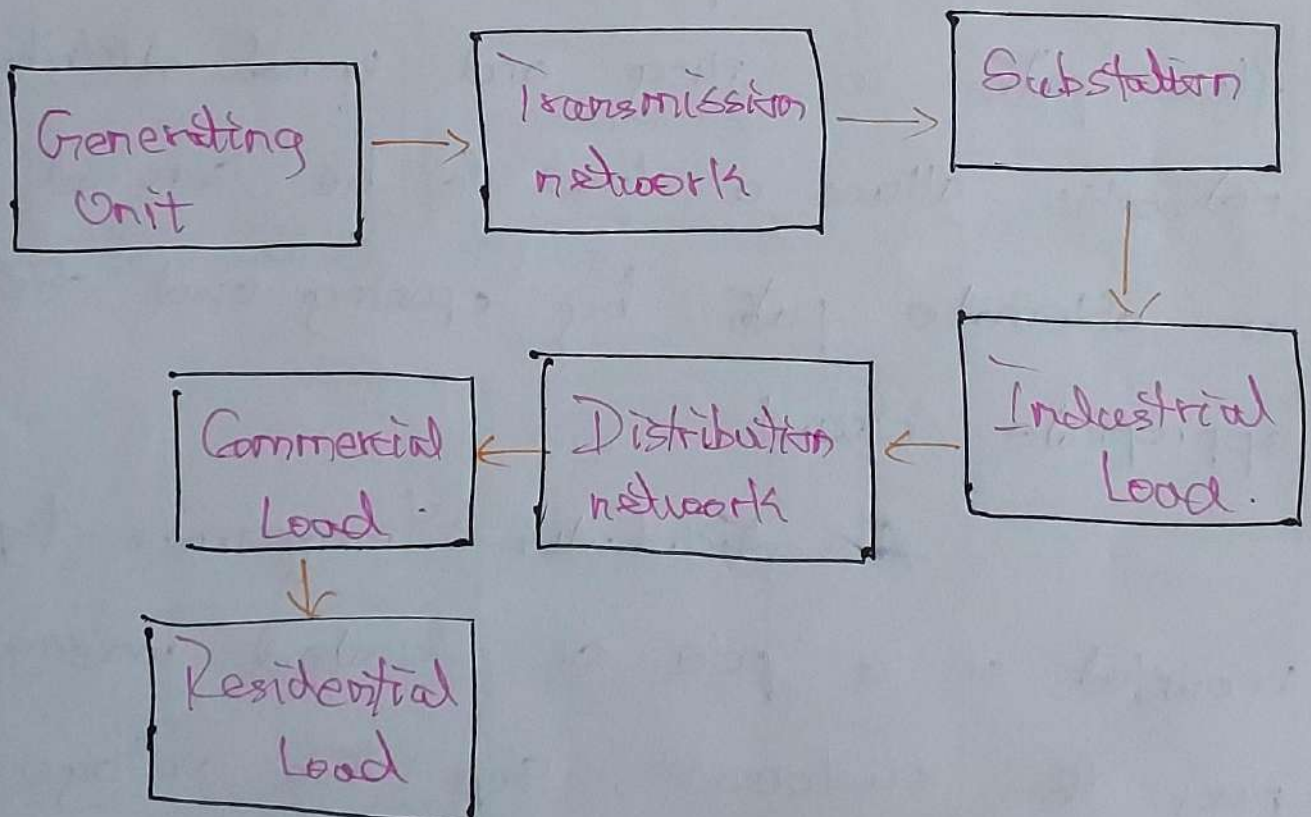 Generating
Unit
Transmission
network
Substation
Industrial
Load.
Distribution
network
Commercial
Load.
Residential
Load